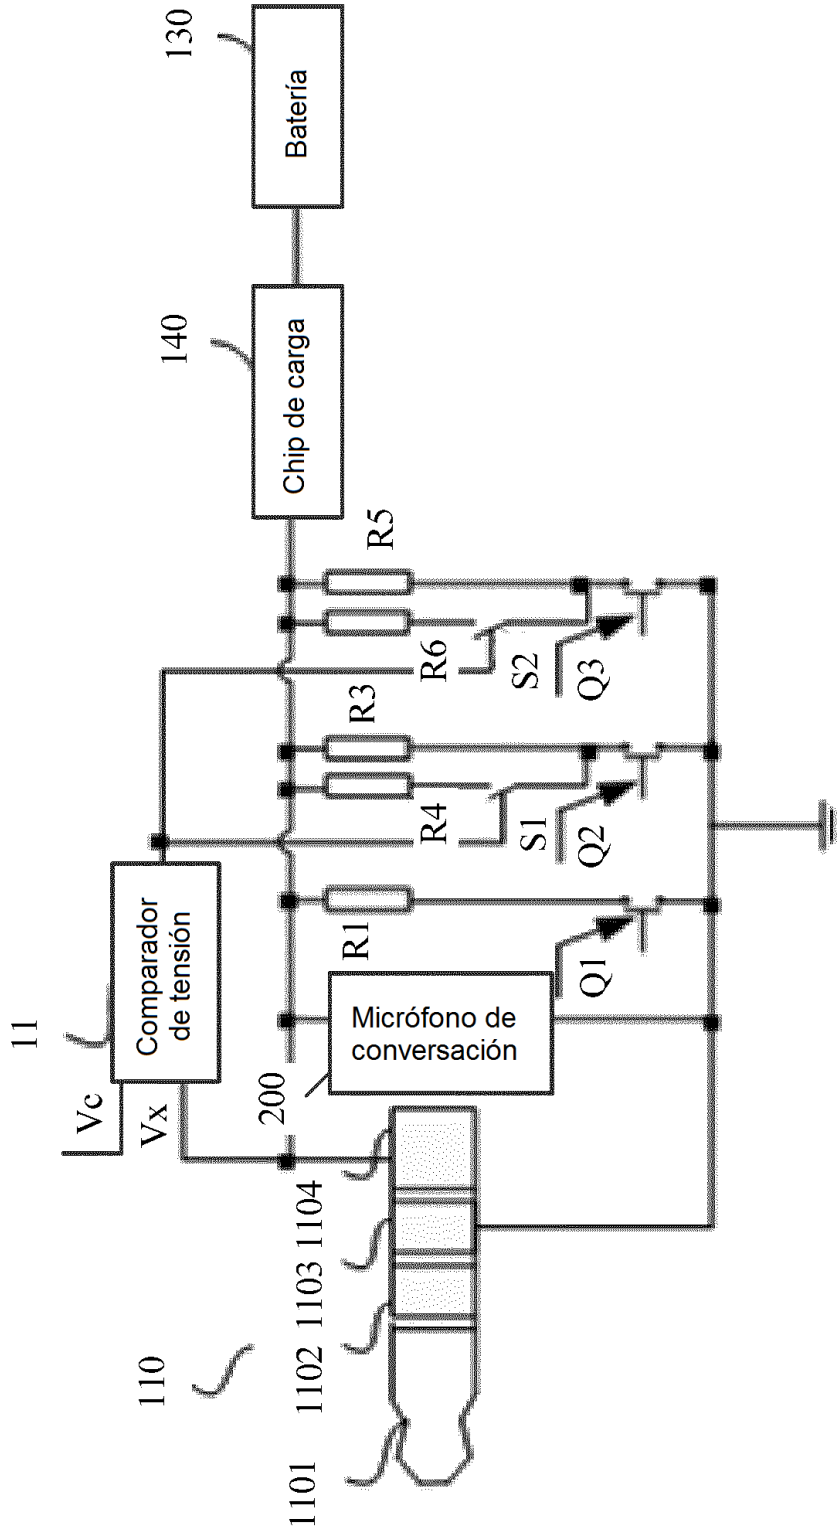 130
Batería
140
Chip de carga
R5
R6
S2
Q3
R3
R4
S1
Q2
11
Comparador
de tensión
Vc
Vx
R1
Q1
200
Micrófono de
conversación
110
1101
1102
1103
1104